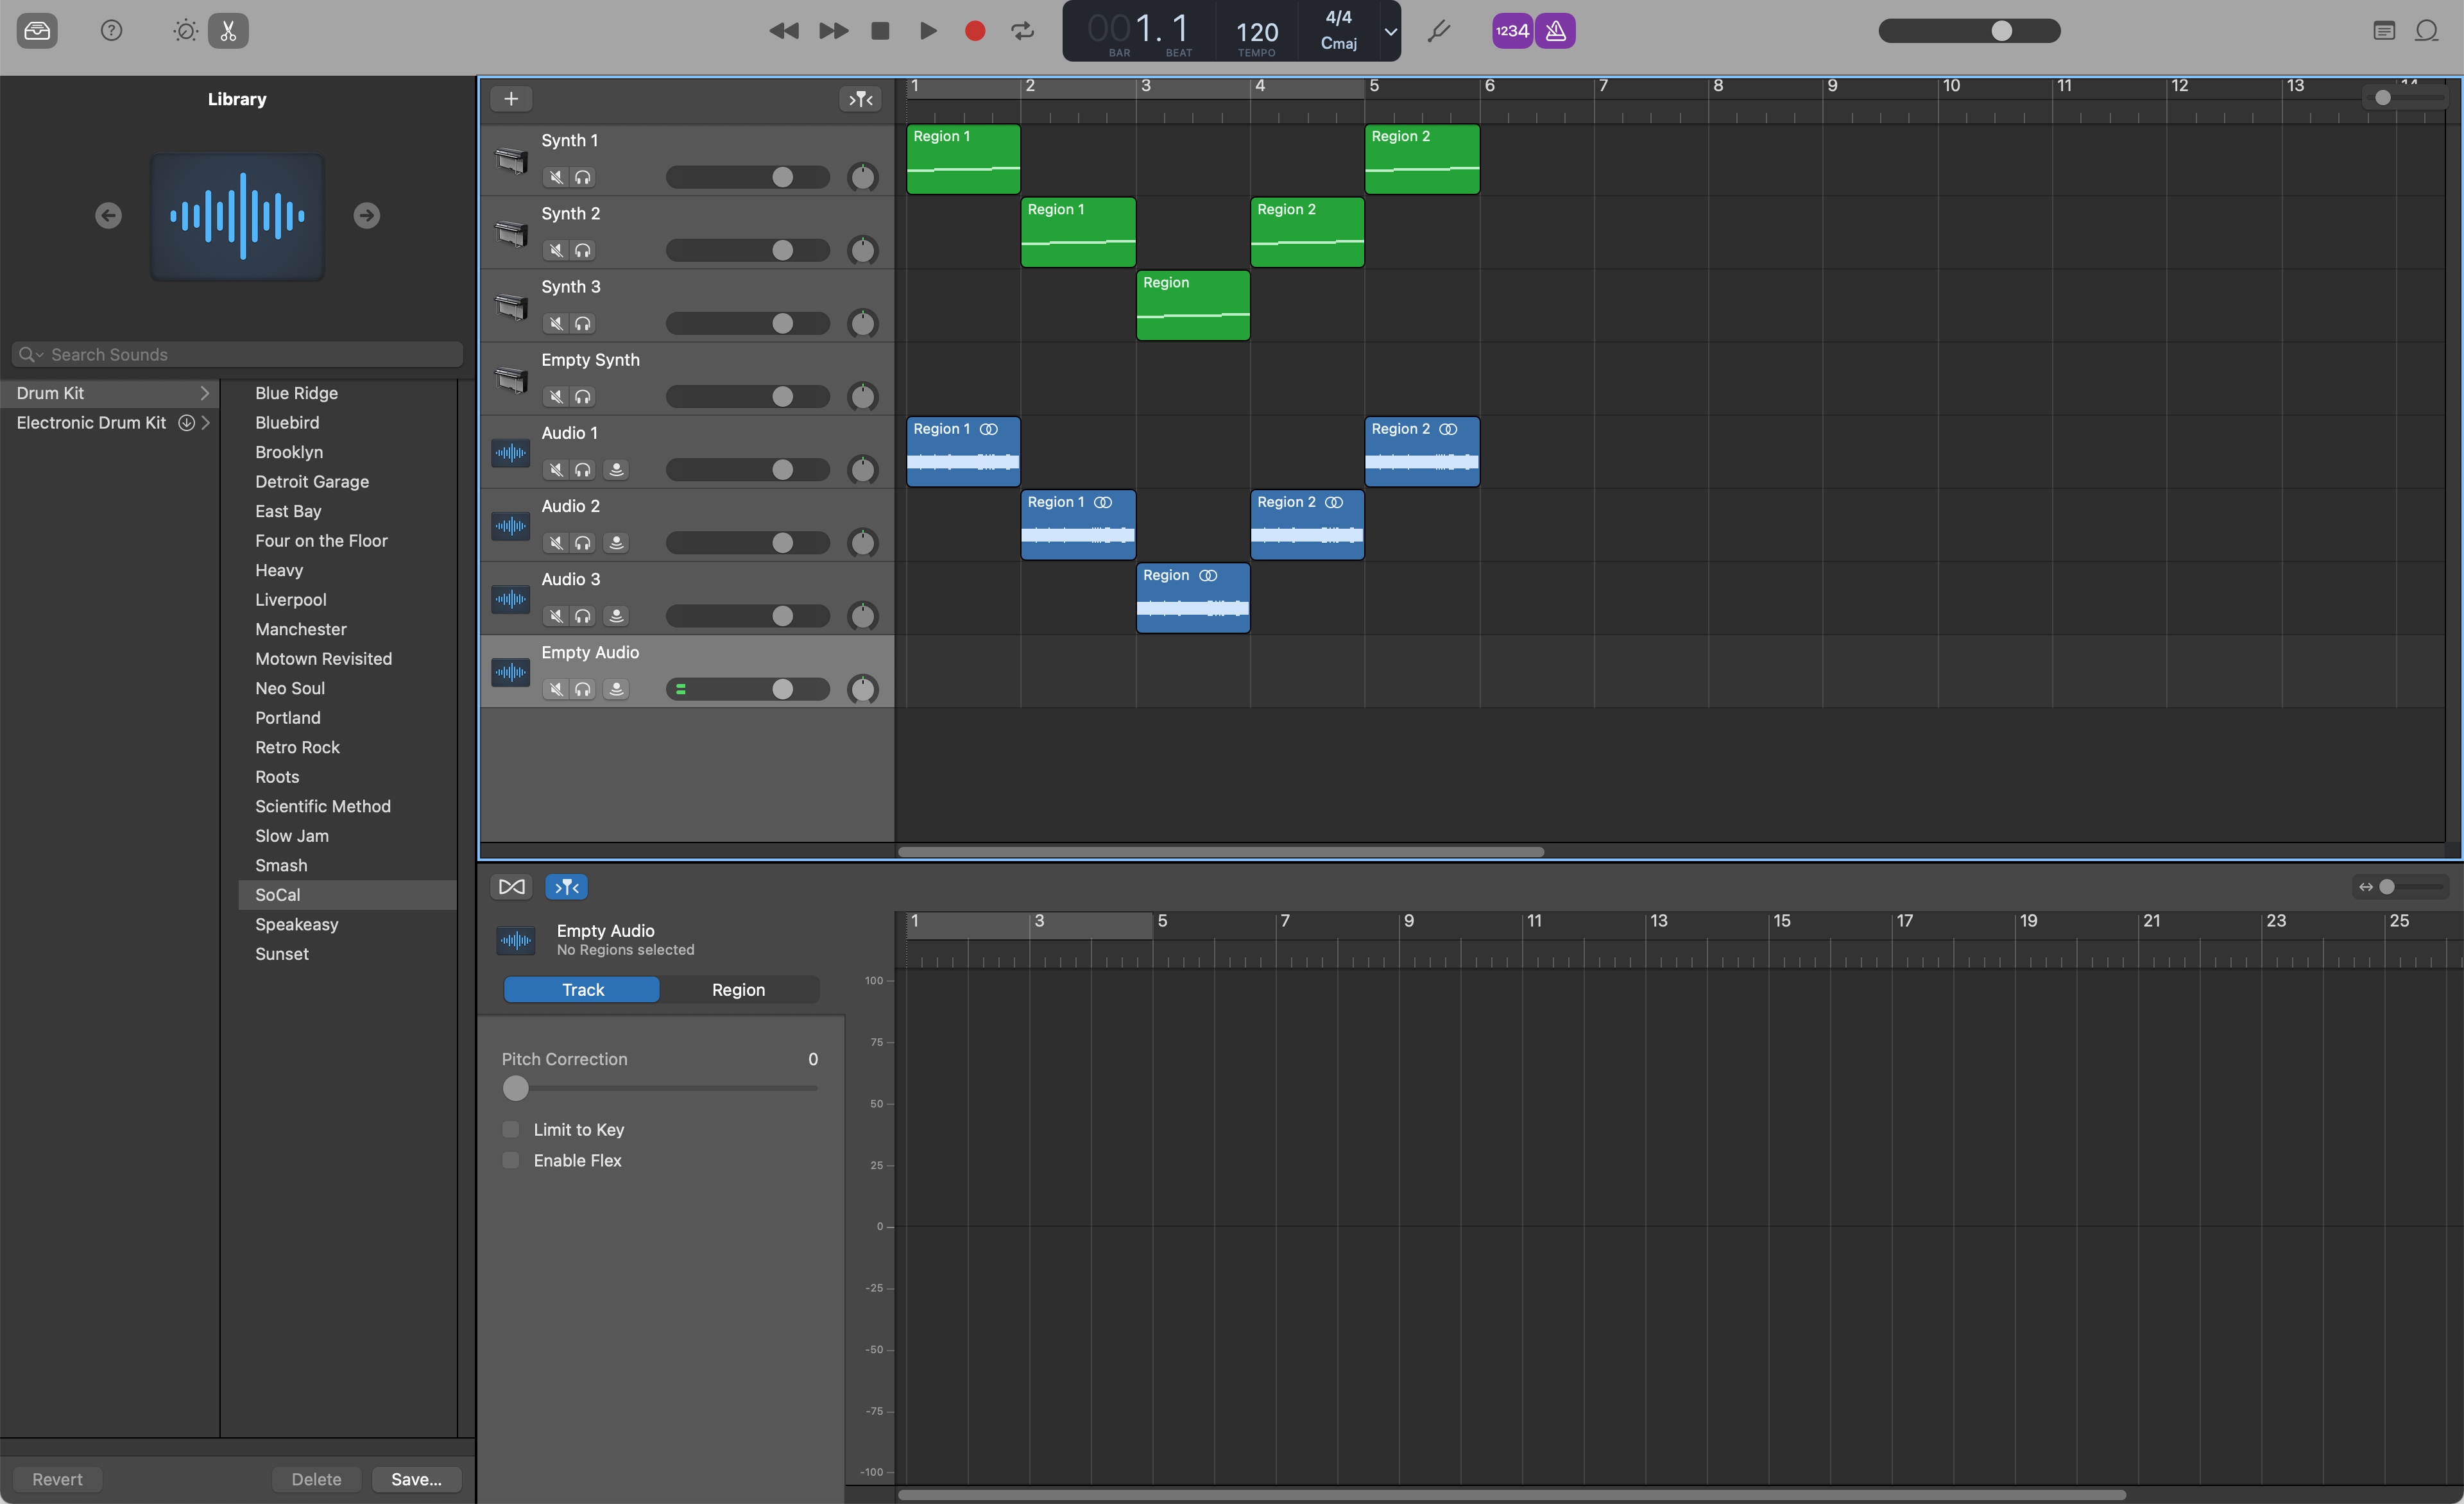 001. 1
BAR BEAT
120
TEMPO
4/4
Cmaj
1234
Library
Search Sounds
Drum Kit
Electronic Drum Kit
Blue Ridge
Bluebird
Brooklyn
Detroit Garage
East Bay
Four on the Floor
Heavy
Liverpool
Manchester
Motown Revisited
Neo Soul
Portland
Retro Rock
Roots
Scientific Method
Slow Jam
Smash
SoCal
Speakeasy
Sunset
Revert
Delete
Save...
1 2 3 4 5 6 7 8 9 10 11 12 13 14
Synth 1
Region 1
Region 2
Synth 2
Region 1
Region 2
Synth 3
Region
Empty Synth
Audio 1
Region 1
Region 2
Audio 2
Region 1
Region 2
Audio 3
Region
Empty Audio
Empty Audio
No Regions selected
Track
Region
Pitch Correction 0
Limit to Key
Enable Flex
1 3 5 7 9 11 13 15 17 19 21 23 25
100
75
50
25
0
-25
-50
-75
-100